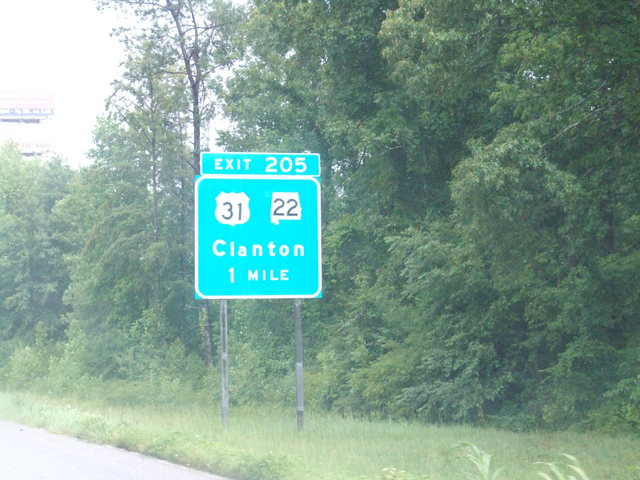 EXIT 205
31 22
Clanton
1 MILE